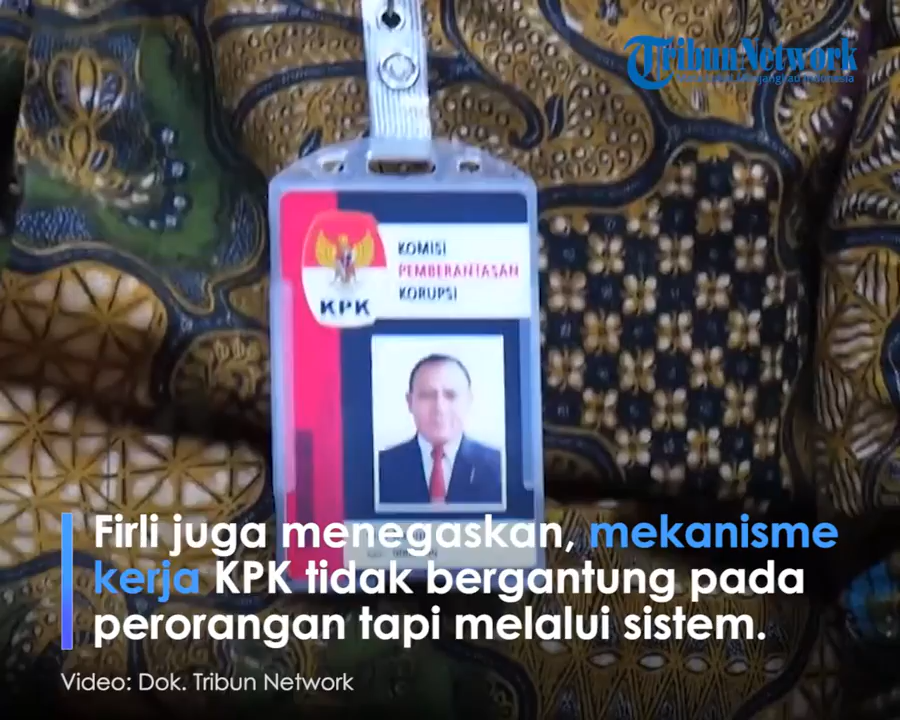 TribunNetwork
KOMISI
PEMBERANTASAN
KORUPSI
KPK
Firli juga menegaskan, mekanisme
kerja KPK tidak bergantung pada
perorangan tapi melalui sistem.
Video: Dok. Tribun Network